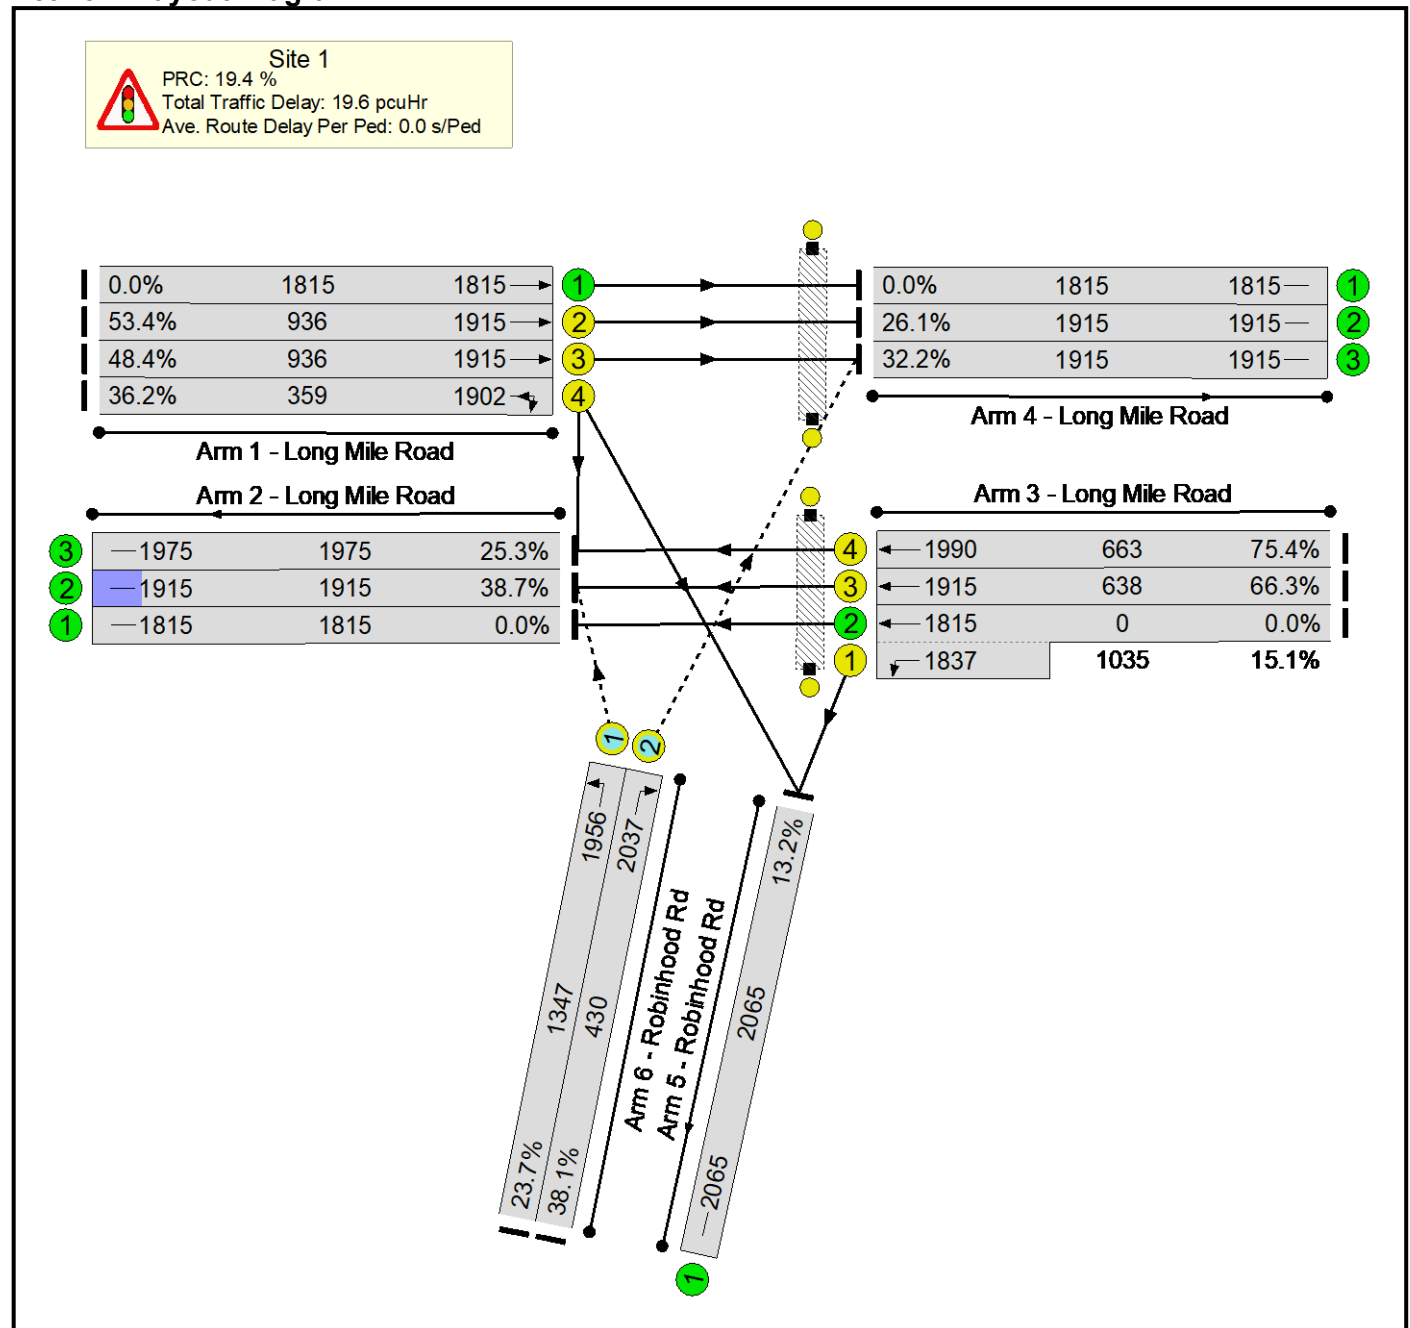 Site 1
PRC: 19.4 %
Total Traffic Delay: 19.6 pcuHr
Ave. Route Delay Per Ped: 0.0 s/Ped
0.0% 1815 1815 1
53.4% 936 1915 2
48.4% 936 1915 3
36.2% 359 1902 4
Arm 1 - Long Mile Road
0.0% 1815 1815 1
26.1% 1915 1915 2
32.2% 1915 1915 3
Arm 4 - Long Mile Road
Arm 2 - Long Mile Road
3 1975 1975 25.3%
2 1915 1915 38.7%
1 1815 1815 0.0%
Arm 3 - Long Mile Road
4 1990 663 75.4%
3 1915 638 66.3%
2 1815 0 0.0%
1 1837 1035 15.1%
1 1956 1347 23.7%
2 2037 430 38.1%
Arm 6 - Robinhood Rd
Arm 5 - Robinhood Rd
13.2% 2065 2065 1